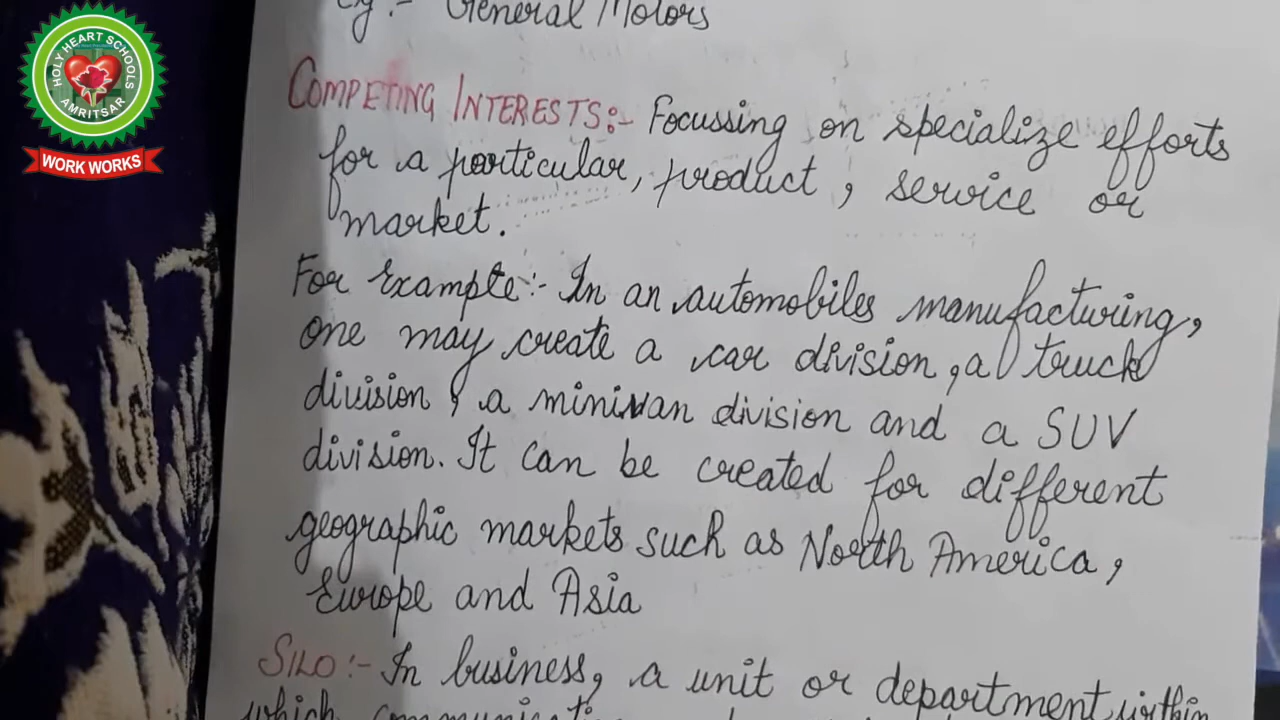 HOLY HEART SCHOOLS
AMRITSAR
WORK WORKS
Eg:- General Motors
COMPETING INTERESTS:- Focussing on specialize efforts
for a particular, product, service or
market.
For Example:- In an automobiles manufacturing,
one may create a car division, a truck
division, a minivan division and a SUV
division. It can be created for different
geographic markets such as North America,
Europe and Asia
SILO:- In business, a unit or department within
which